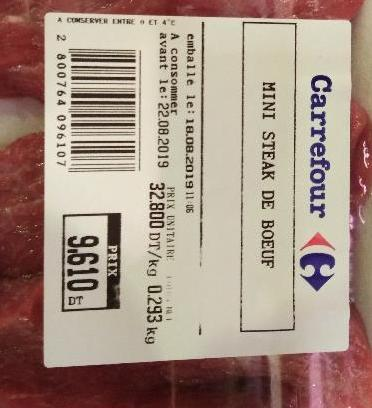 Carrefour
MINI STEAK DE BOEUF
emballé le: 18.08.2019 11:06
A consommer
avant le: 22.08.2019
PRIX UNITAIRE
32.800 DT/kg 0.293 kg
PRIX
9,610 DT
2 800764 096107
A CONSERVER ENTRE 0 ET 4°C